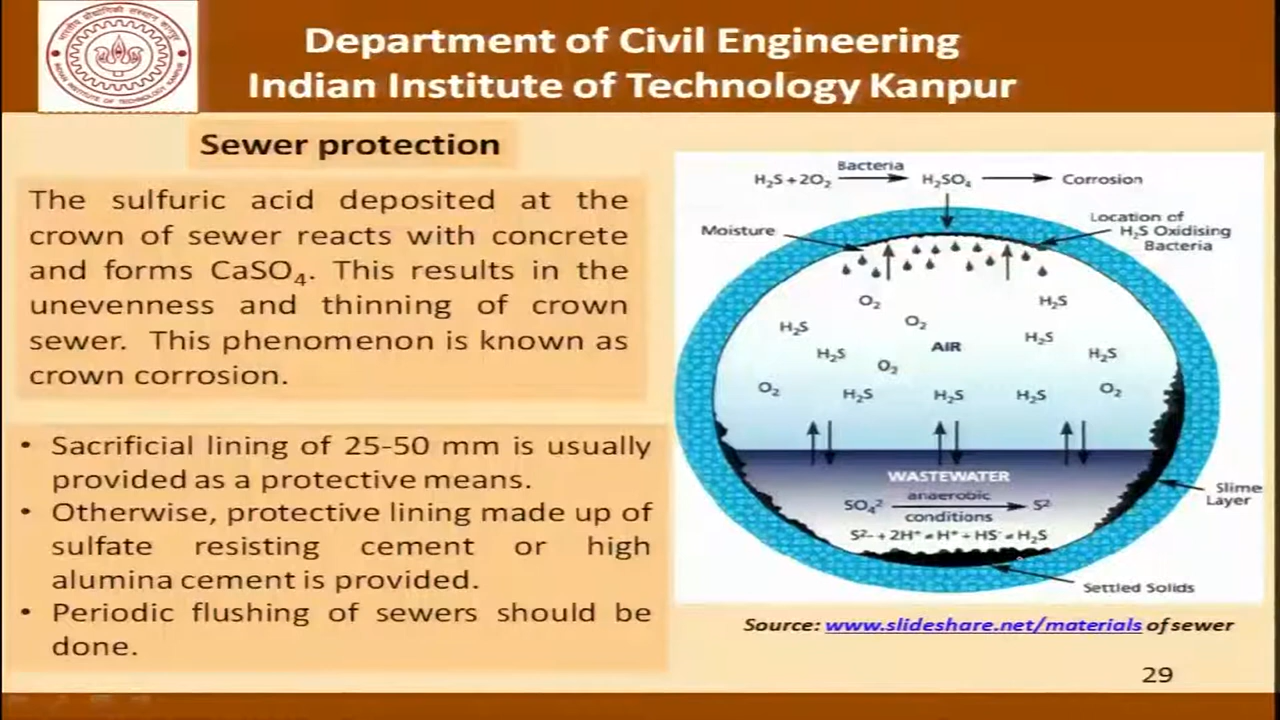 Department of Civil Engineering
Indian Institute of Technology Kanpur
Sewer protection
The sulfuric acid deposited at the
crown of sewer reacts with concrete
and forms CaSO₄. This results in the
unevenness and thinning of crown
sewer. This phenomenon is known as
crown corrosion.
• Sacrificial lining of 25-50 mm is usually
provided as a protective means.
• Otherwise, protective lining made up of
sulfate resisting cement or high
alumina cement is provided.
• Periodic flushing of sewers should be
done.
Bacteria
H₂S + 2O₂ → H₂SO₄ → Corrosion
Moisture
Location of
H₂S Oxidising
Bacteria
O₂ H₂S
H₂S O₂
H₂S H₂S
AIR
H₂S
O₂
O₂ H₂S H₂S H₂S O₂
WASTEWATER
anaerobic
SO₄² → S²
conditions
S²- + 2H⁺ ⇌ H⁺ + HS⁻ ⇌ H₂S
Slime
Layer
Settled Solids
Source: www.slideshare.net/materials of sewer
29